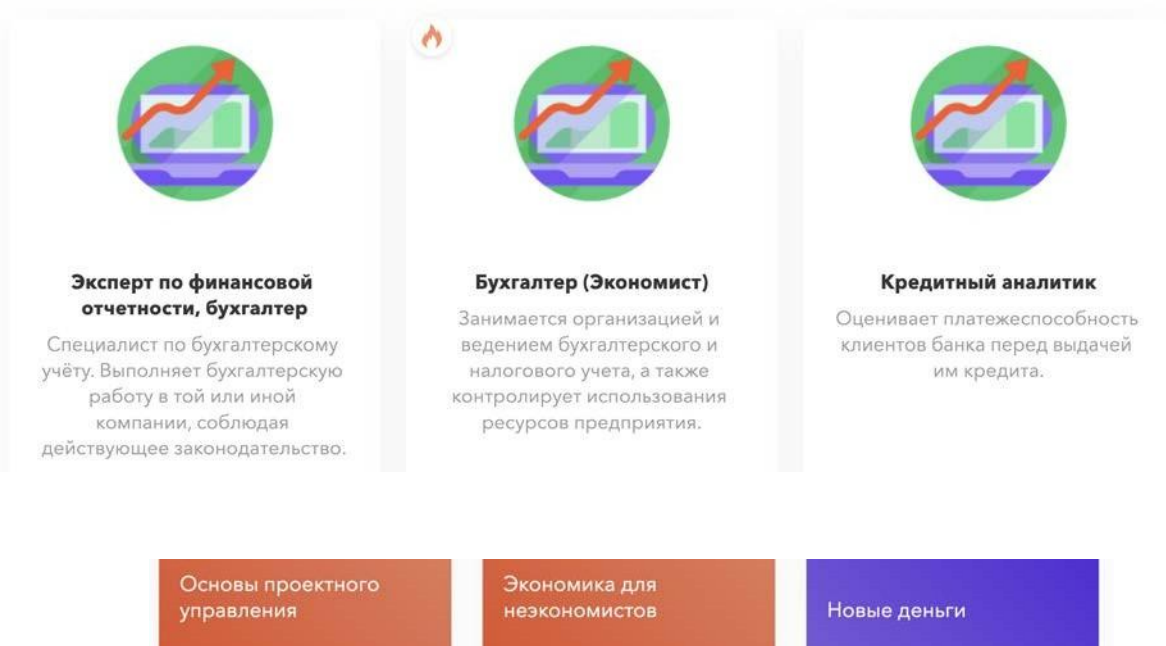 Эксперт по финансовой
отчетности, бухгалтер
Специалист по бухгалтерскому
учёту. Выполняет бухгалтерскую
работу в той или иной
компании, соблюдая
действующее законодательство.
Бухгалтер (Экономист)
Занимается организацией и
ведением бухгалтерского и
налогового учета, а также
контролирует использования
ресурсов предприятия.
Кредитный аналитик
Оценивает платежеспособность
клиентов банка перед выдачей
им кредита.
Основы проектного
управления
Экономика для
неэкономистов
Новые деньги